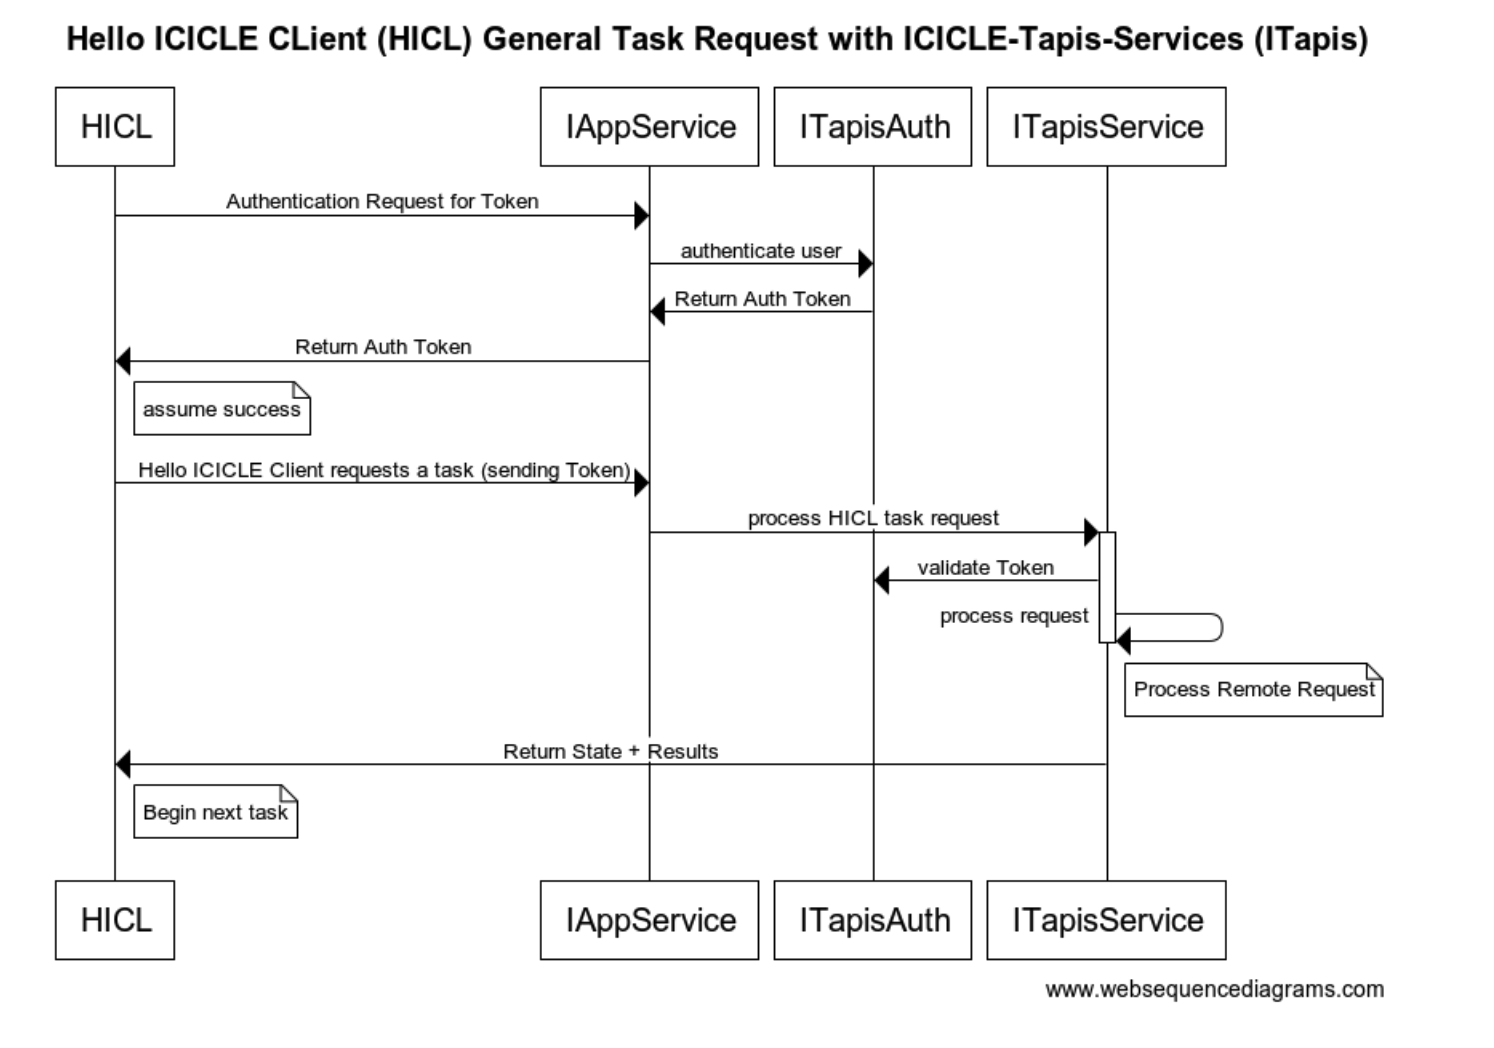 Hello ICICLE CLient (HICL) General Task Request with ICICLE-Tapis-Services (ITapis)
HICL
IAppService
ITapisAuth
ITapisService
Authentication Request for Token
authenticate user
Return Auth Token
Return Auth Token
assume success
Hello ICICLE Client requests a task (sending Token)
process HICL task request
validate Token
process request
Process Remote Request
Return State + Results
Begin next task
HICL
IAppService
ITapisAuth
ITapisService
www.websequencediagrams.com